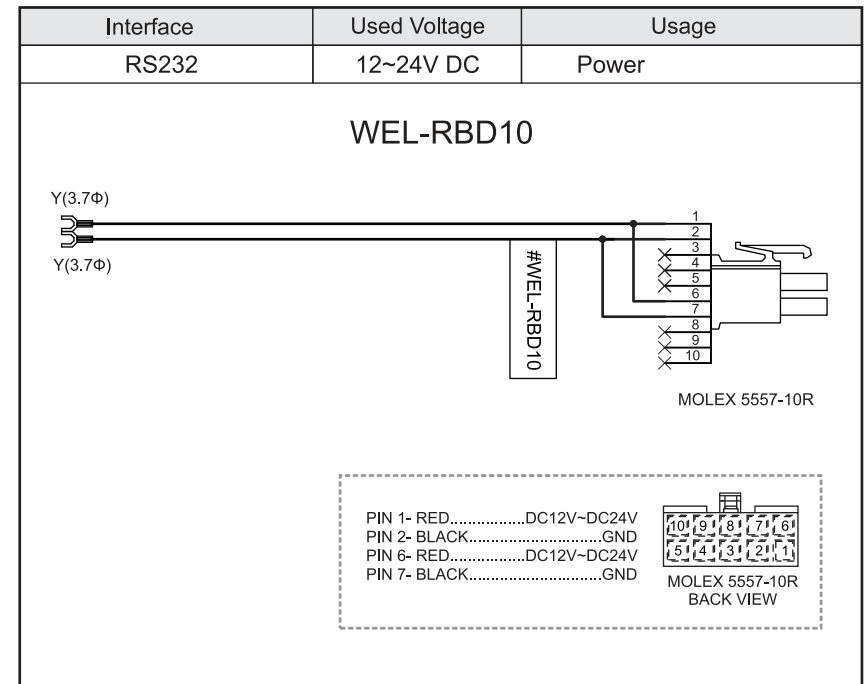 Interface Used Voltage Usage
RS232 12~24V DC Power
WEL-RBD10
Y(3.7Φ)
Y(3.7Φ)
#WEL-RBD10
1
2
3
4
5
6
7
8
9
10
MOLEX 5557-10R
PIN 1- RED................DC12V~DC24V
PIN 2- BLACK............................GND
PIN 6- RED................DC12V~DC24V
PIN 7- BLACK............................GND
10 9 8 7 6
5 4 3 2 1
MOLEX 5557-10R
BACK VIEW